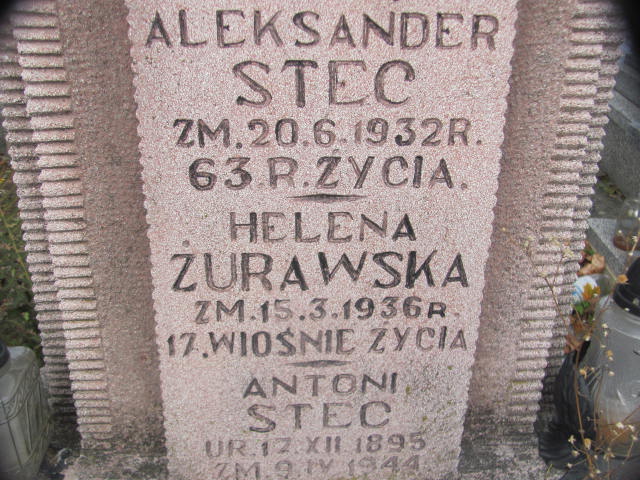 ALEKSANDER
STEC
ZM. 20.6.1932R.
63.R.ŻYCIA.
HELENA
ŻURAWSKA
ZM.15.3.1936R.
17.WIOŚNIE ŻYCIA
ANTONI
STEC
UR.12.XII 1895
ZM.9.IV 1944